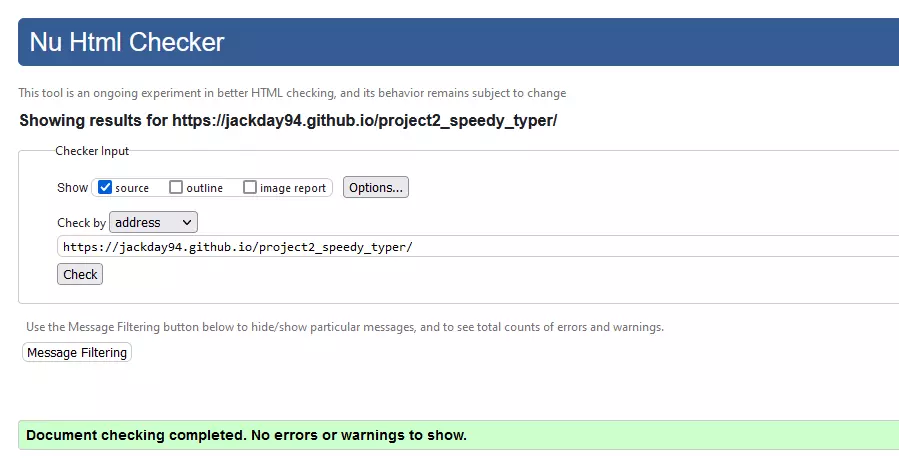 Nu Html Checker
This tool is an ongoing experiment in better HTML checking, and its behavior remains subject to change
Showing results for https://jackday94.github.io/project2_speedy_typer/
Checker Input
Show source outline image report Options...
Check by address
https://jackday94.github.io/project2_speedy_typer/
Check
Use the Message Filtering button below to hide/show particular messages, and to see total counts of errors and warnings.
Message Filtering
Document checking completed. No errors or warnings to show.